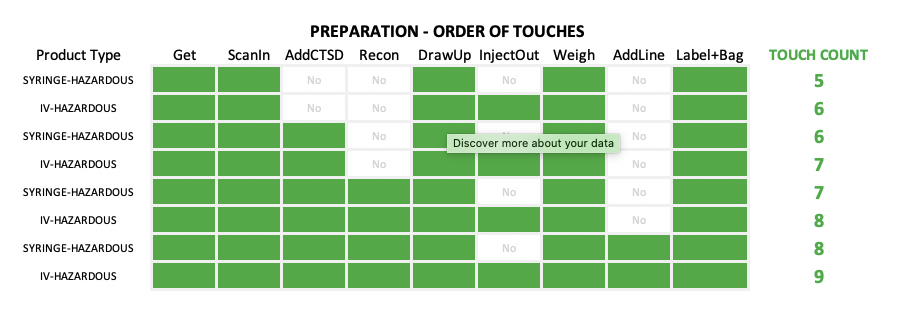 PREPARATION - ORDER OF TOUCHES
Product Type Get ScanIn AddCTSD Recon DrawUp InjectOut Weigh AddLine Label+Bag TOUCH COUNT
SYRINGE-HAZARDOUS No No No No 5
IV-HAZARDOUS No No No 6
SYRINGE-HAZARDOUS No No 6
Discover more about your data
IV-HAZARDOUS No No 7
SYRINGE-HAZARDOUS No No 7
IV-HAZARDOUS No 8
SYRINGE-HAZARDOUS No 8
IV-HAZARDOUS 9